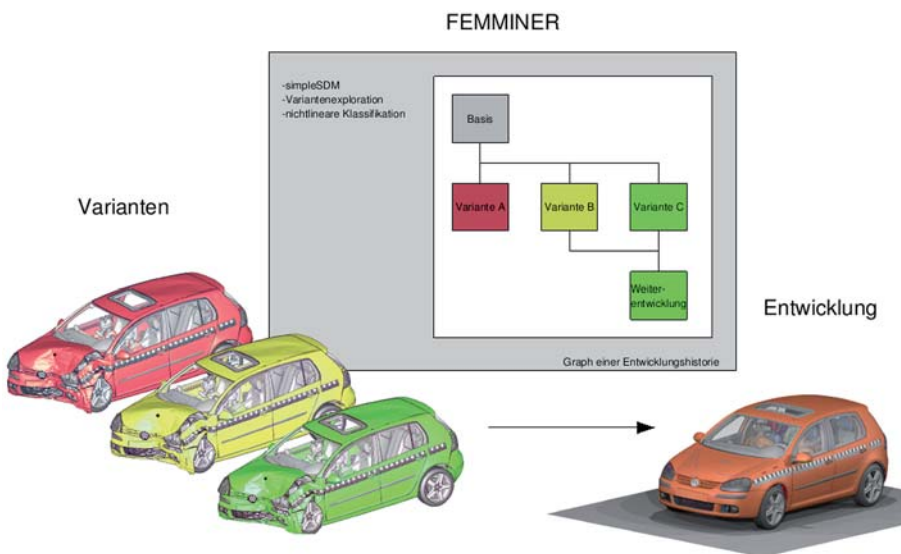 FEMMINER
-simpleSDM
-Variantenexploration
-nichtlineare Klassifikation
Basis
Variante A
Variante B
Variante C
Weiter-
entwicklung
Graph einer Entwicklungshistorie
Varianten
Entwicklung